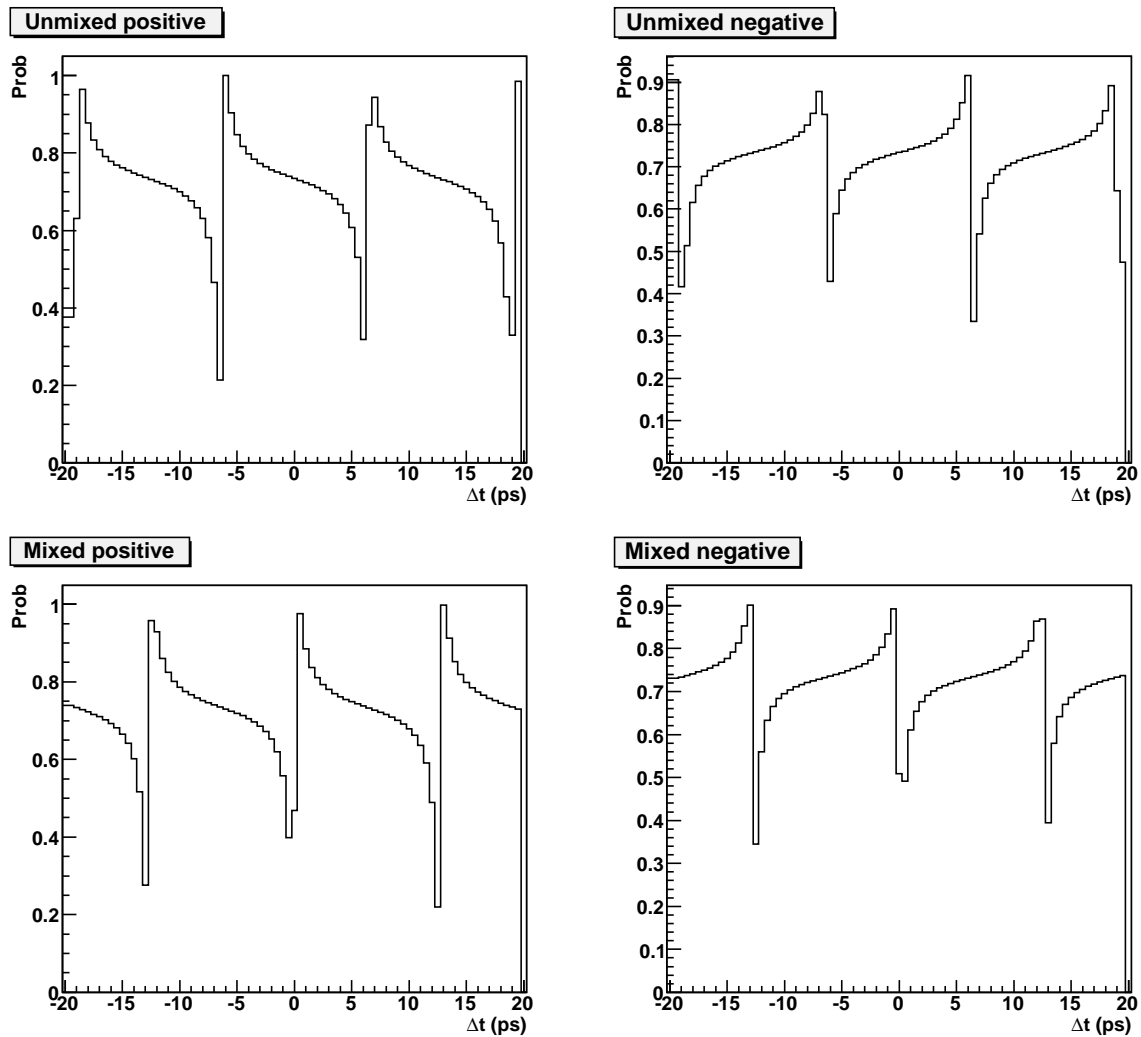 Unmixed positive
Prob
1
0.8
0.6
0.4
0.2
0
-20 -15 -10 -5 0 5 10 15 20
Δt (ps)
Unmixed negative
Prob
0.9
0.8
0.7
0.6
0.5
0.4
0.3
0.2
0.1
0
-20 -15 -10 -5 0 5 10 15 20
Δt (ps)
Mixed positive
Prob
1
0.8
0.6
0.4
0.2
0
-20 -15 -10 -5 0 5 10 15 20
Δt (ps)
Mixed negative
Prob
0.9
0.8
0.7
0.6
0.5
0.4
0.3
0.2
0.1
0
-20 -15 -10 -5 0 5 10 15 20
Δt (ps)